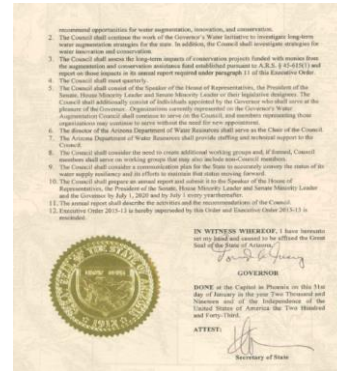 recommend opportunities for water augmentation, innovation, and conservation.
2. The Council shall continue the work of the Governor's Water Initiative to investigate long-term
water augmentation strategies for the state. In addition, the Council shall investigate strategies for
water innovation and conservation.
3. The Council shall assess the long-term impacts of conservation projects funded with monies from
the augmentation and conservation assistance fund established pursuant to A.R.S. § 45-615(1) and
report on those impacts in its annual report required under paragraph 11 of this Executive Order.
4. The Council shall meet quarterly.
5. The Council shall consist of the Speaker of the House of Representatives, the President of the
Senate, House Minority Leader and Senate Minority Leader or their legislative designees. The
Council shall additionally consist of individuals appointed by the Governor who shall serve at the
pleasure of the Governor. Organizations currently represented on the Governor's Water
Augmentation Council shall continue to serve on the Council, and members representing those
organizations may continue to serve without the need for new appointment.
6. The director of the Arizona Department of Water Resources shall serve as the Chair of the Council.
7. The Arizona Department of Water Resources shall provide staffing and technical support to the
Council.
8. The Council shall consider the need to create additional working groups and, if formed, Council
members shall serve on working groups that may also include non-Council members.
9. The Council shall consider a communication plan for the State to accurately convey the status of its
water supply resiliency and its efforts to maintain that status moving forward.
10. The Council shall prepare an annual report and submit it to the Speaker of the House of
Representatives, the President of the Senate, House Minority Leader and Senate Minority Leader
and the Governor by July 1, 2020 and by July 1 every year thereafter.
11. The annual report shall describe the activities and the recommendations of the Council.
12. Executive Order 2015-13 is hereby superseded by this Order and Executive Order 2015-13 is
rescinded.
IN WITNESS WHEREOF, I have hereunto
set my hand and caused to be affixed the Great
Seal of the State of Arizona.
GOVERNOR
DONE at the Capitol in Phoenix on this 31st
day of January in the year Two Thousand and
Nineteen and of the Independence of the
United States of America the Two Hundred
and Forty-Third.
ATTEST:
Secretary of State
GREAT SEAL OF THE STATE OF ARIZONA
1912